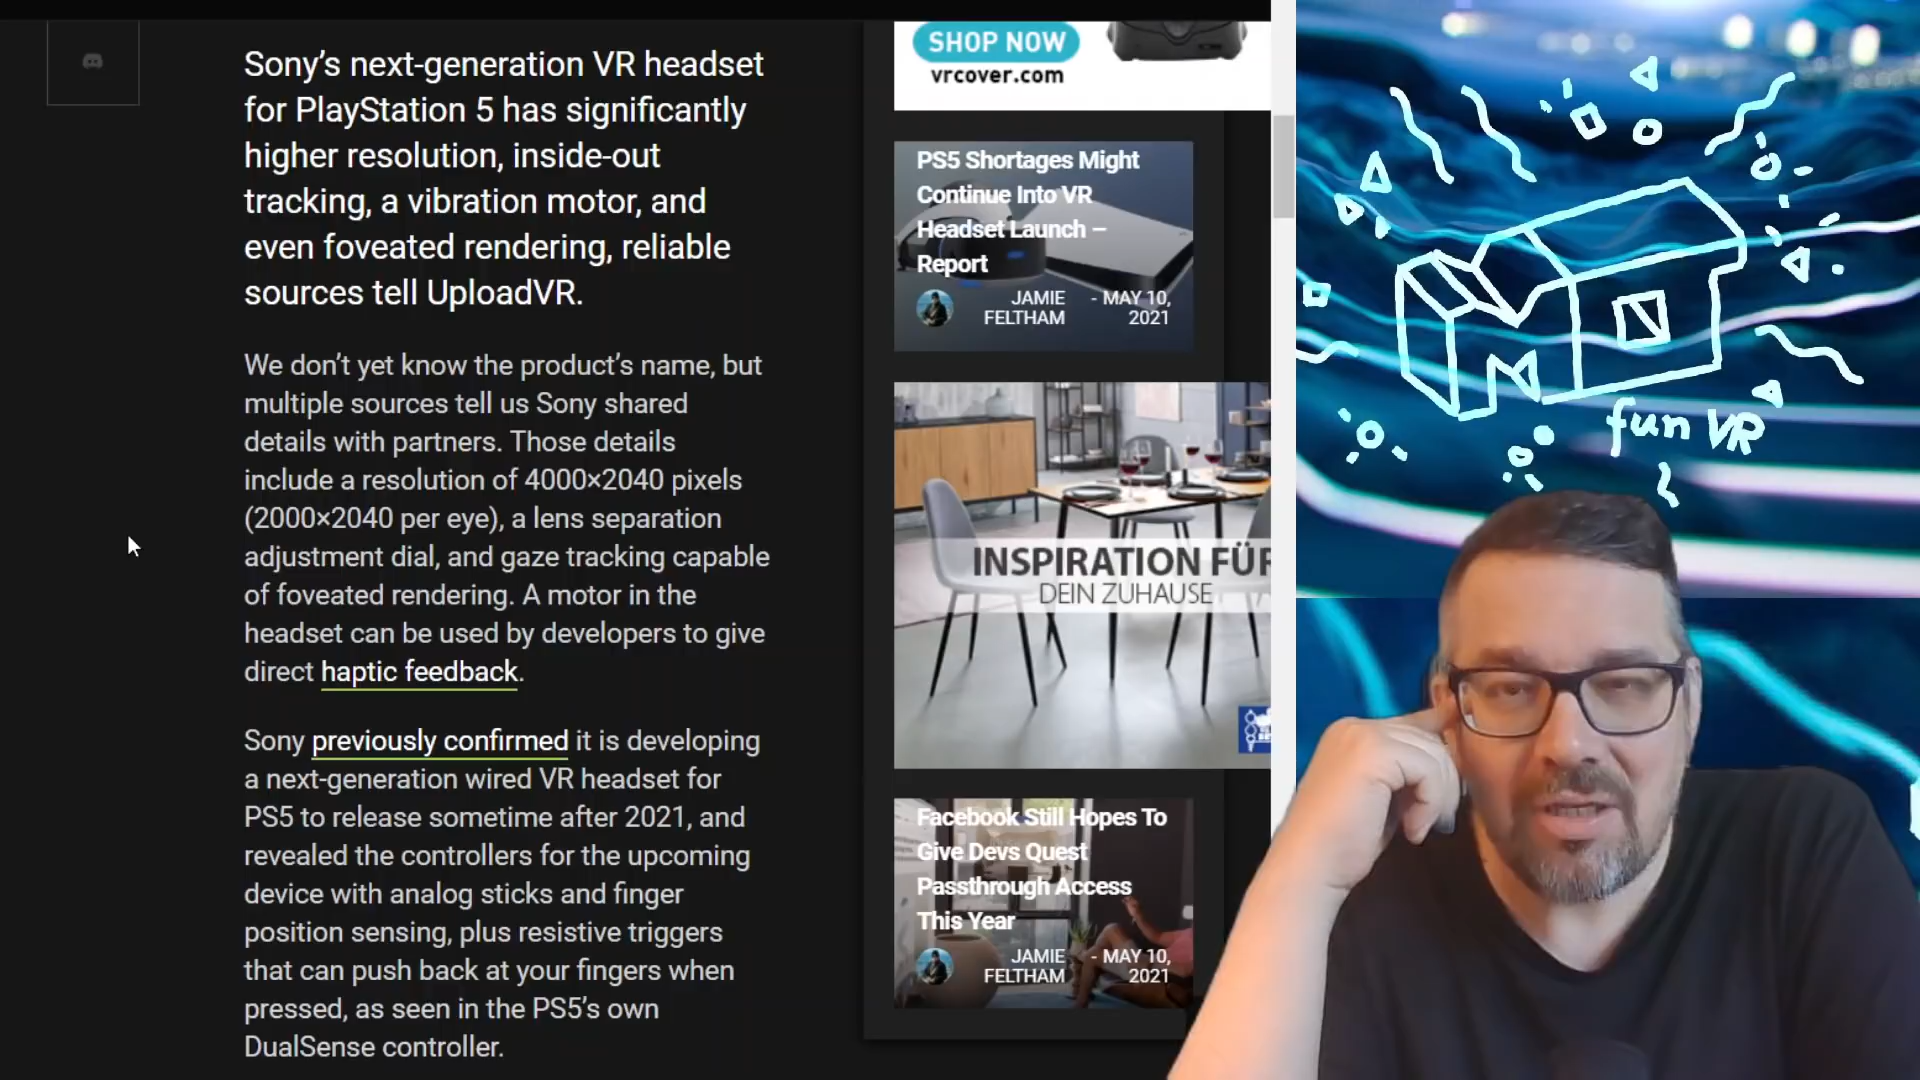 Sony’s next-generation VR headset
for PlayStation 5 has significantly
higher resolution, inside-out
tracking, a vibration motor, and
even foveated rendering, reliable
sources tell UploadVR.
We don’t yet know the product’s name, but
multiple sources tell us Sony shared
details with partners. Those details
include a resolution of 4000×2040 pixels
(2000×2040 per eye), a lens separation
adjustment dial, and gaze tracking capable
of foveated rendering. A motor in the
headset can be used by developers to give
direct haptic feedback.
Sony previously confirmed it is developing
a next-generation wired VR headset for
PS5 to release sometime after 2021, and
revealed the controllers for the upcoming
device with analog sticks and finger
position sensing, plus resistive triggers
that can push back at your fingers when
pressed, as seen in the PS5’s own
DualSense controller.
SHOP NOW
vrcover.com
PS5 Shortages Might
Continue Into VR
Headset Launch –
Report
JAMIE FELTHAM - MAY 10, 2021
INSPIRATION FÜR
DEIN ZUHAUSE
Facebook Still Hopes To
Give Devs Quest
Passthrough Access
This Year
JAMIE FELTHAM - MAY 10, 2021
fun VR